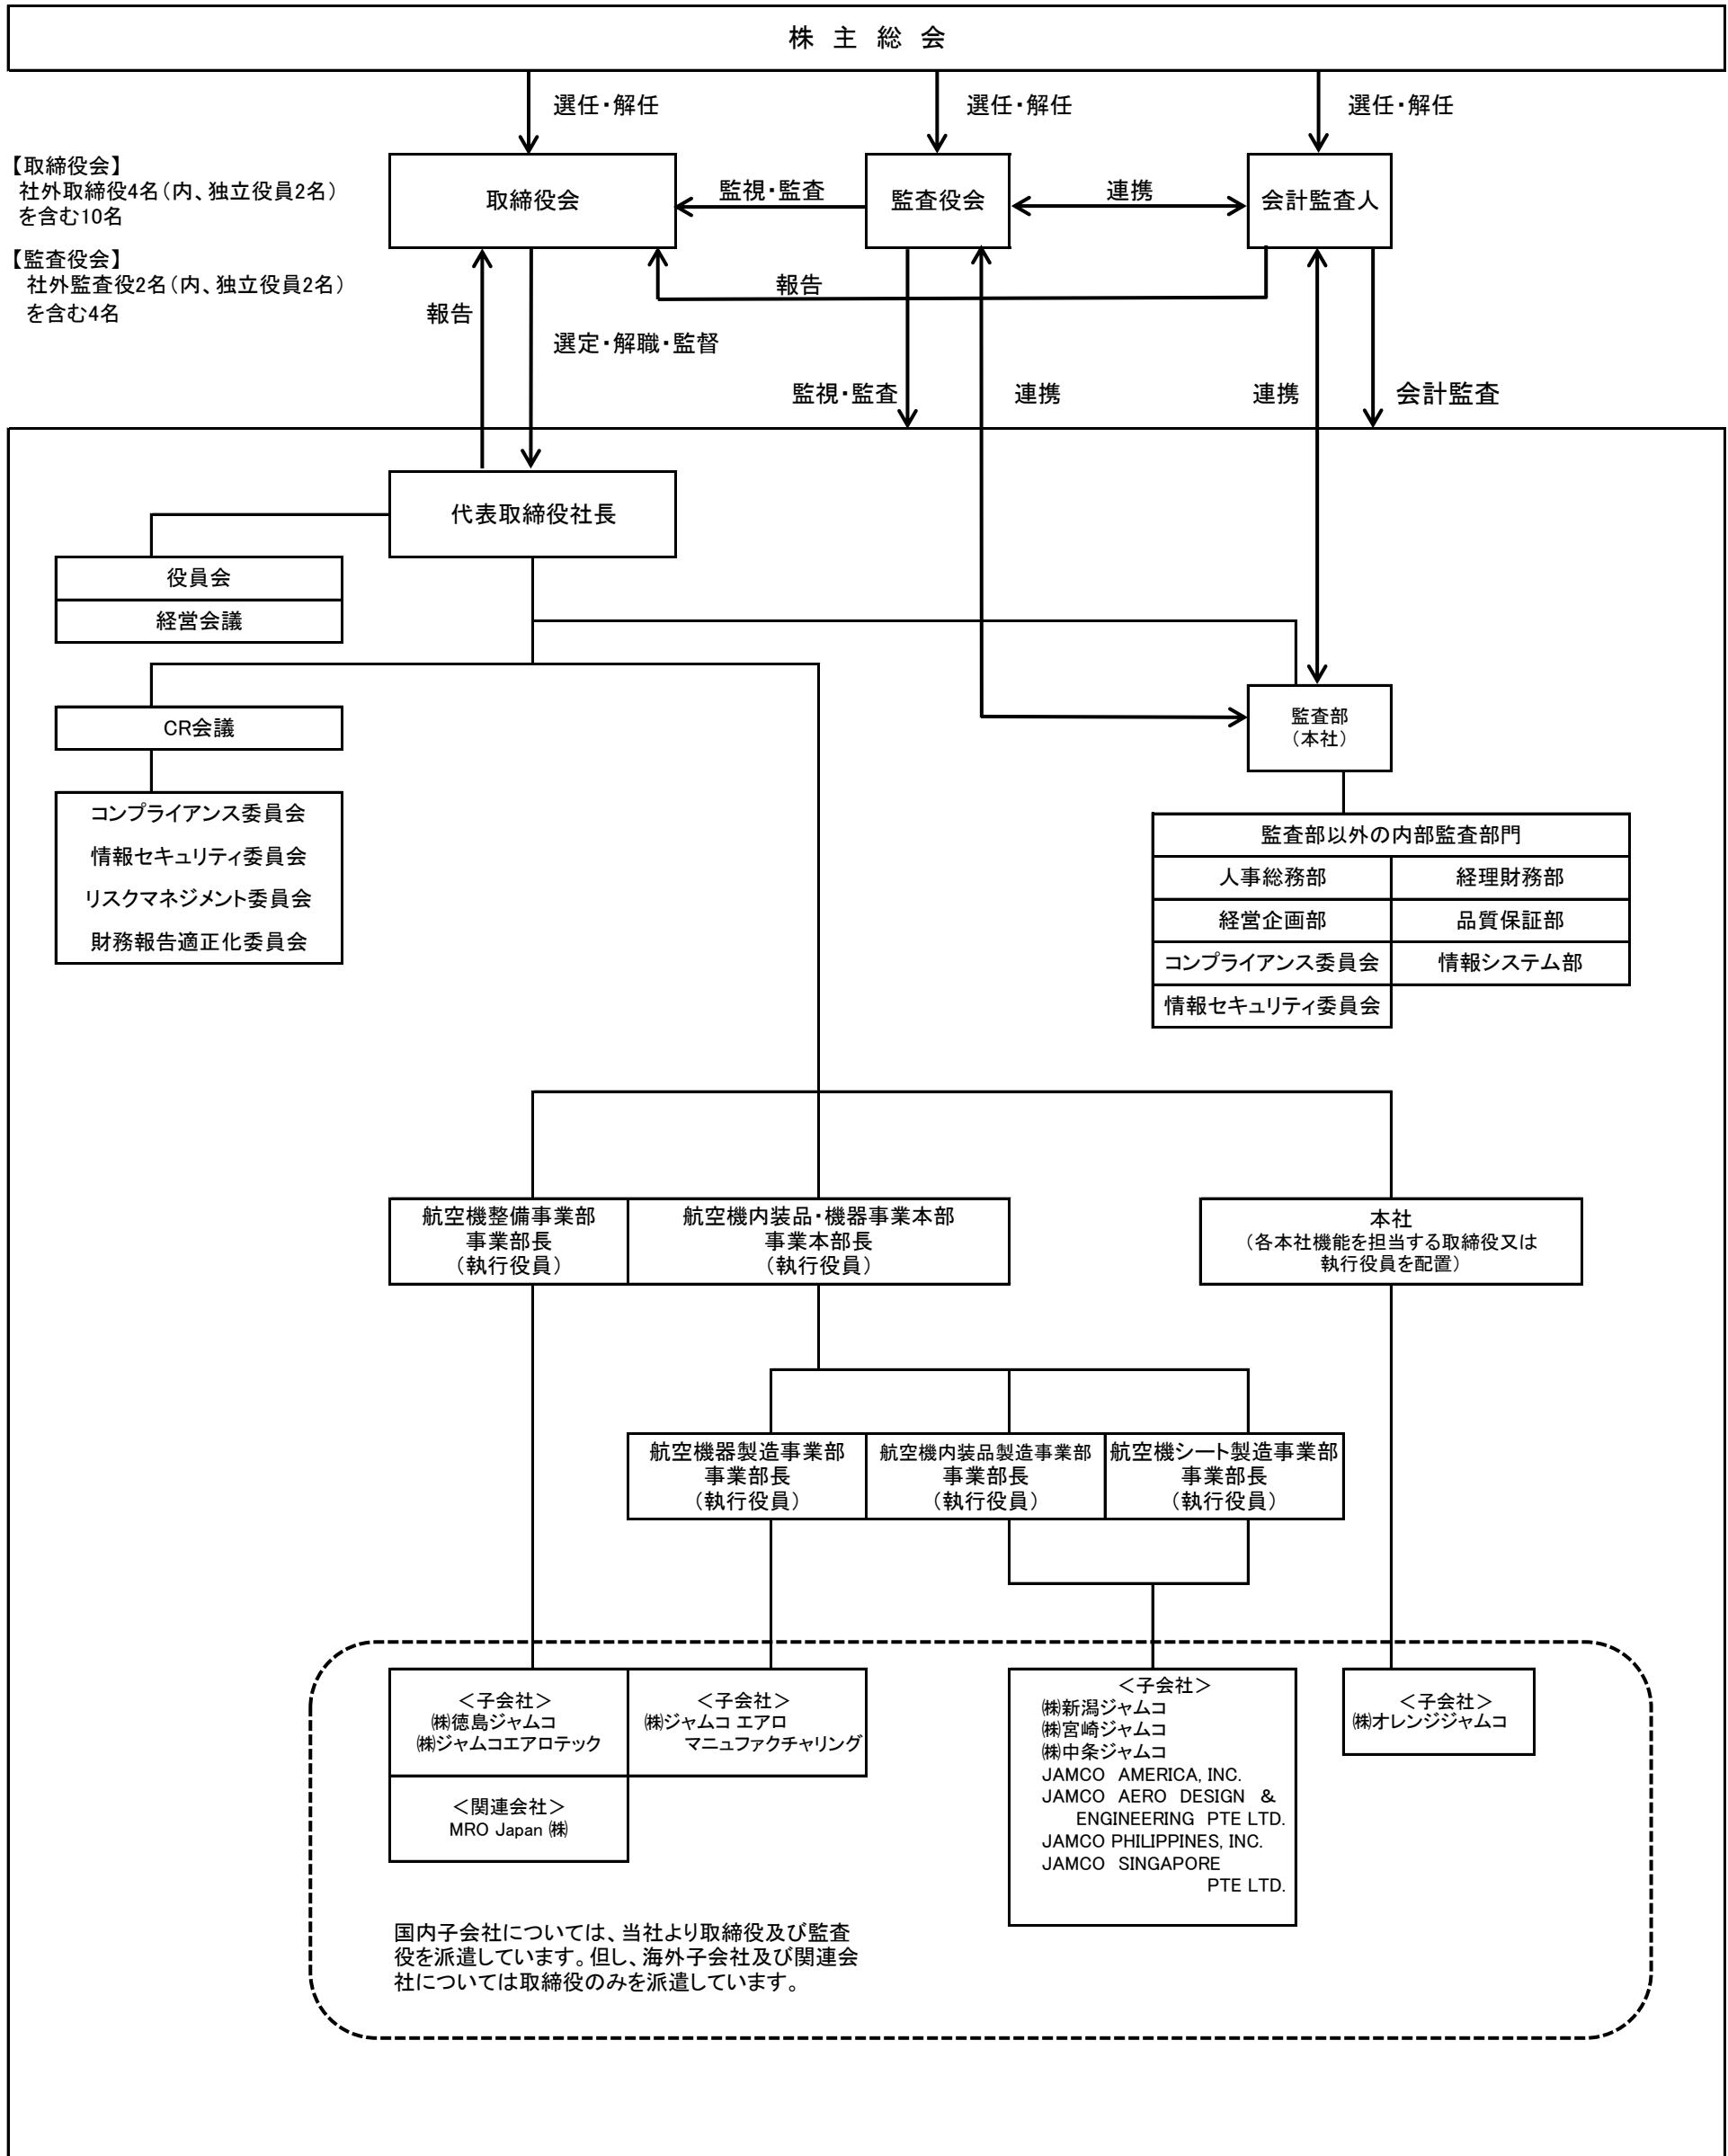 株 主 総 会
選任・解任
選任・解任
選任・解任
【取締役会】
社外取締役4名（内、独立役員2名）
を含む10名
【監査役会】
社外監査役2名（内、独立役員2名）
を含む4名
取締役会
監視・監査
監査役会
連携
会計監査人
報告
報告
選定・解職・監督
監視・監査
連携
連携
会計監査
代表取締役社長
役員会
経営会議
CR会議
コンプライアンス委員会
情報セキュリティ委員会
リスクマネジメント委員会
財務報告適正化委員会
監査部
（本社）
監査部以外の内部監査部門
人事総務部
経理財務部
経営企画部
品質保証部
コンプライアンス委員会
情報システム部
情報セキュリティ委員会
航空機整備事業部
事業部長
（執行役員）
航空機内装品・機器事業本部
事業本部長
（執行役員）
本社
（各本社機能を担当する取締役又は
執行役員を配置）
航空機器製造事業部
事業部長
（執行役員）
航空機内装品製造事業部
事業部長
（執行役員）
航空機シート製造事業部
事業部長
（執行役員）
＜子会社＞
㈱徳島ジャムコ
㈱ジャムコエアロテック
＜関連会社＞
MRO Japan ㈱
＜子会社＞
㈱ジャムコ エアロ
マニュファクチャリング
＜子会社＞
㈱新潟ジャムコ
㈱宮崎ジャムコ
㈱中条ジャムコ
JAMCO AMERICA, INC.
JAMCO AERO DESIGN &
ENGINEERING PTE LTD.
JAMCO PHILIPPINES, INC.
JAMCO SINGAPORE
PTE LTD.
＜子会社＞
㈱オレンジジャムコ
国内子会社については、当社より取締役及び監査
役を派遣しています。但し、海外子会社及び関連会
社については取締役のみを派遣しています。